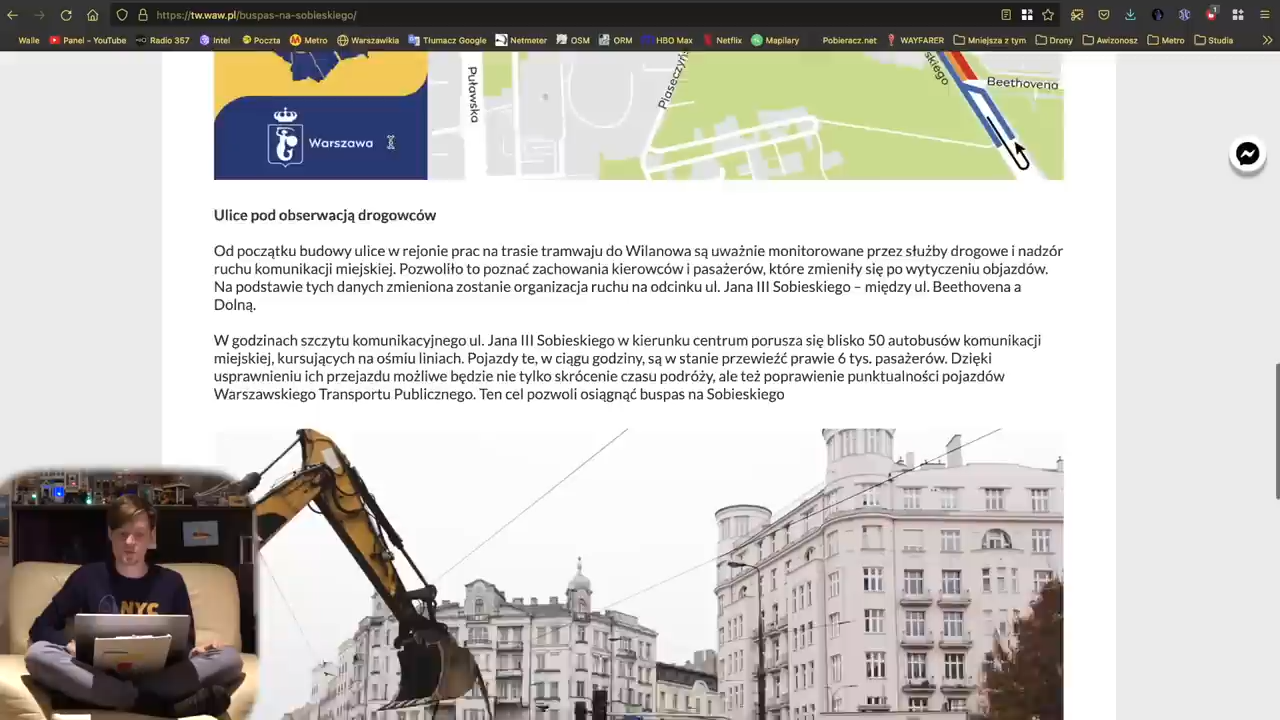 https://tw.waw.pl/buspas-na-sobieskiego/
Walle Panel - YouTube Radio 357 Intel Poczta Metro Warszawikia Tłumacz Google Netmeter OSM ORM HBO Max Netflix Mapilary Pobieracz.net WAYFARER Mniejsza z tym Drony Awizonosz Metro Studia
Puławska
Piaseczyńs
skiego
Beethovena
Warszawa
Ulice pod obserwacją drogowców
Od początku budowy ulice w rejonie prac na trasie tramwaju do Wilanowa są uważnie monitorowane przez służby drogowe i nadzór
ruchu komunikacji miejskiej. Pozwoliło to poznać zachowania kierowców i pasażerów, które zmieniły się po wytyczeniu objazdów.
Na podstawie tych danych zmieniona zostanie organizacja ruchu na odcinku ul. Jana III Sobieskiego – między ul. Beethovena a
Dolną.
W godzinach szczytu komunikacyjnego ul. Jana III Sobieskiego w kierunku centrum porusza się blisko 50 autobusów komunikacji
miejskiej, kursujących na ośmiu liniach. Pojazdy te, w ciągu godziny, są w stanie przewieźć prawie 6 tys. pasażerów. Dzięki
usprawnieniu ich przejazdu możliwe będzie nie tylko skrócenie czasu podróży, ale też poprawienie punktualności pojazdów
Warszawskiego Transportu Publicznego. Ten cel pozwoli osiągnąć buspas na Sobieskiego
NYC